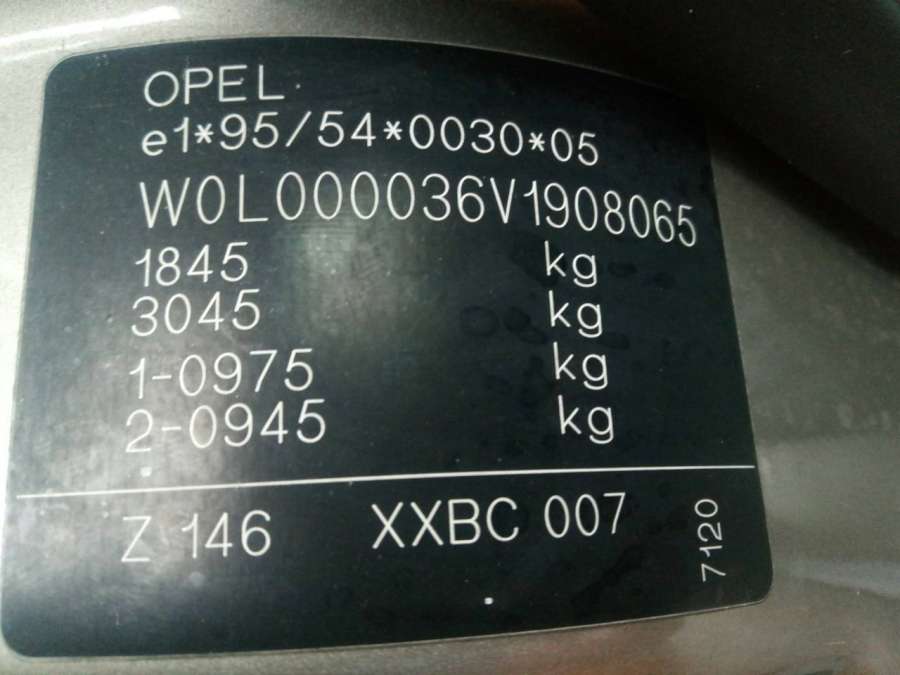 OPEL
e1*95/54*0030*05
W0L000036V1908065
1845 kg
3045 kg
1-0975 kg
2-0945 kg
Z 146 XXBC 007
7120